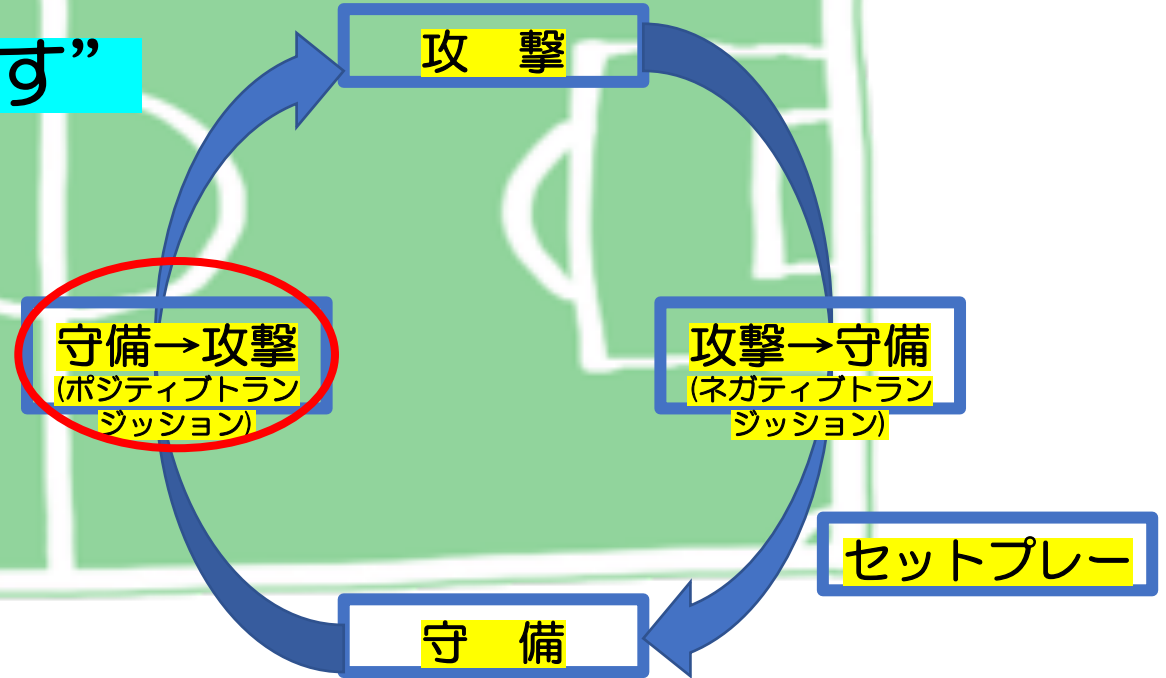 す”
攻　撃
守備→攻撃
(ポジティブトラン
ジッション)
攻撃→守備
(ネガティブトラン
ジッション)
セットプレー
守　備